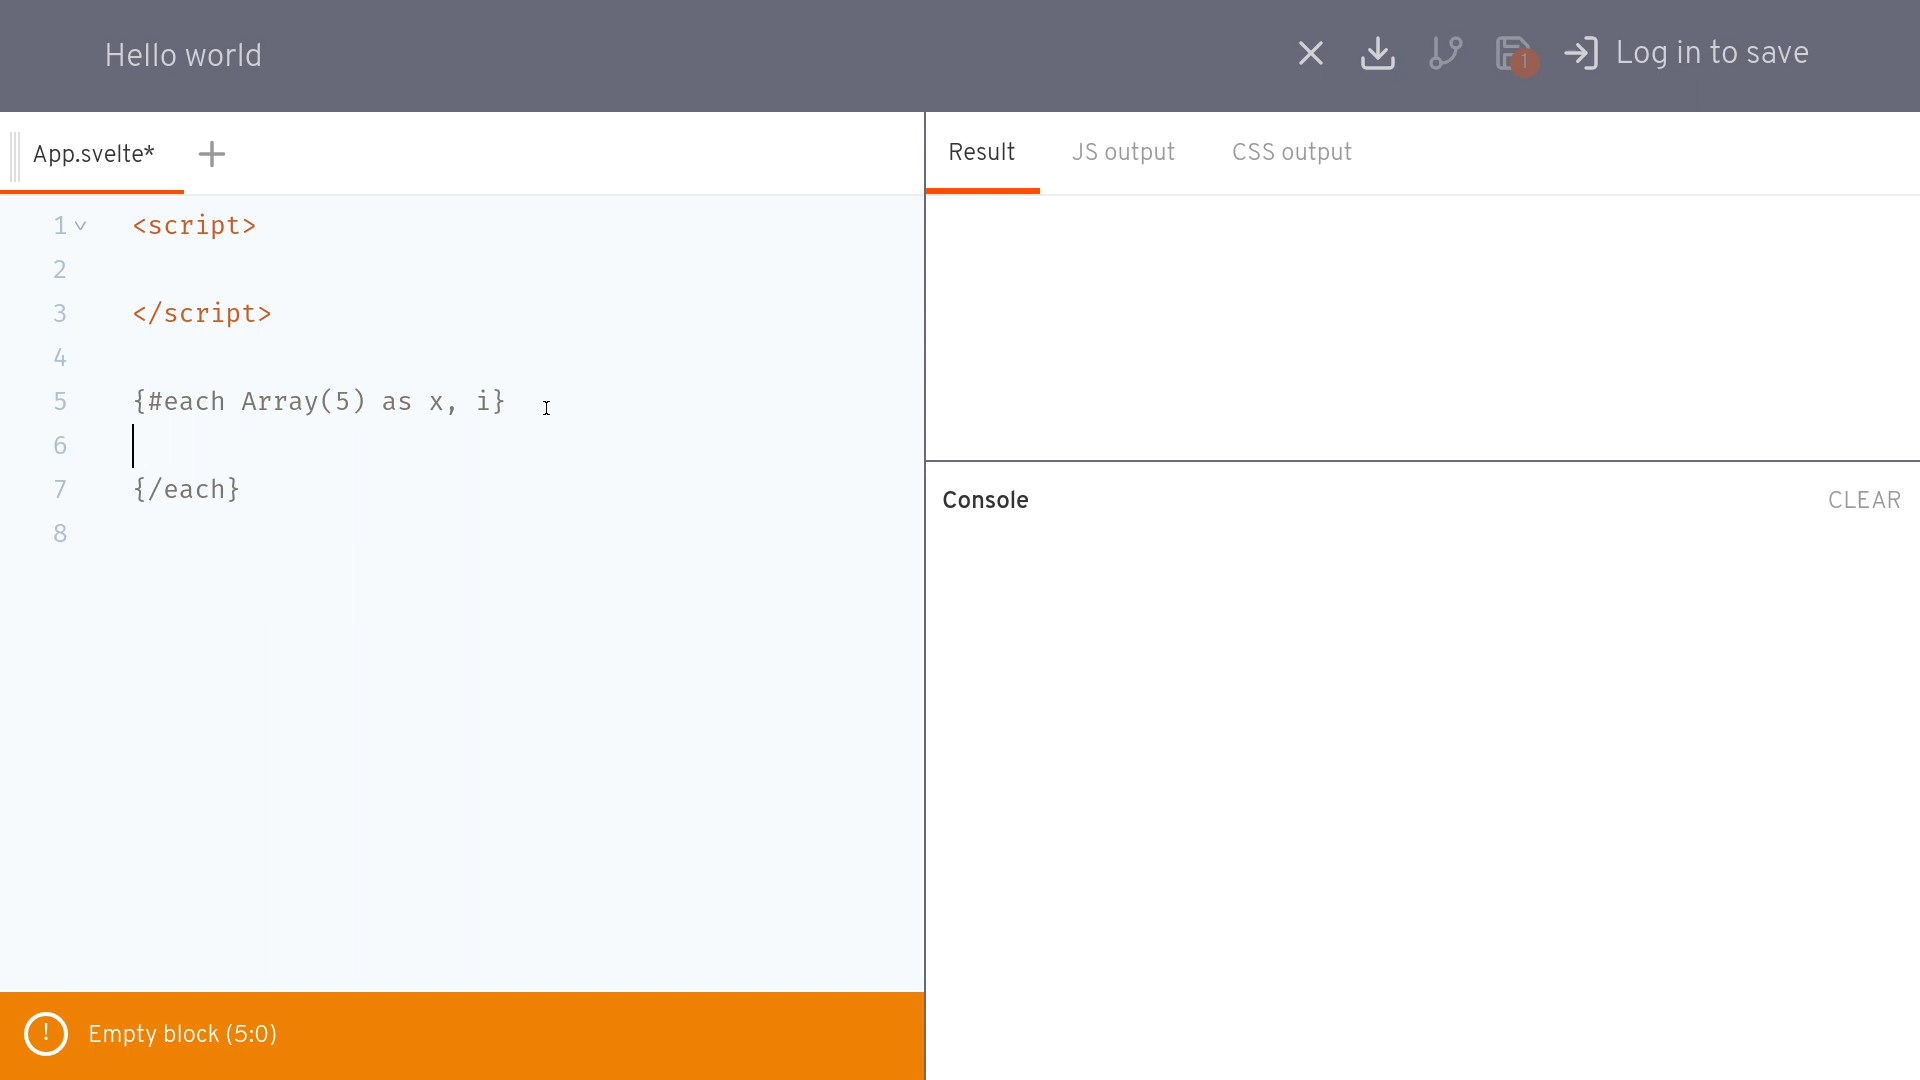 Hello world
1
Log in to save
App.svelte*
Result
JS output
CSS output
1 <script>
2
3 </script>
4
5 {#each Array(5) as x, i}
6
7 {/each}
8
Console
CLEAR
! Empty block (5:0)